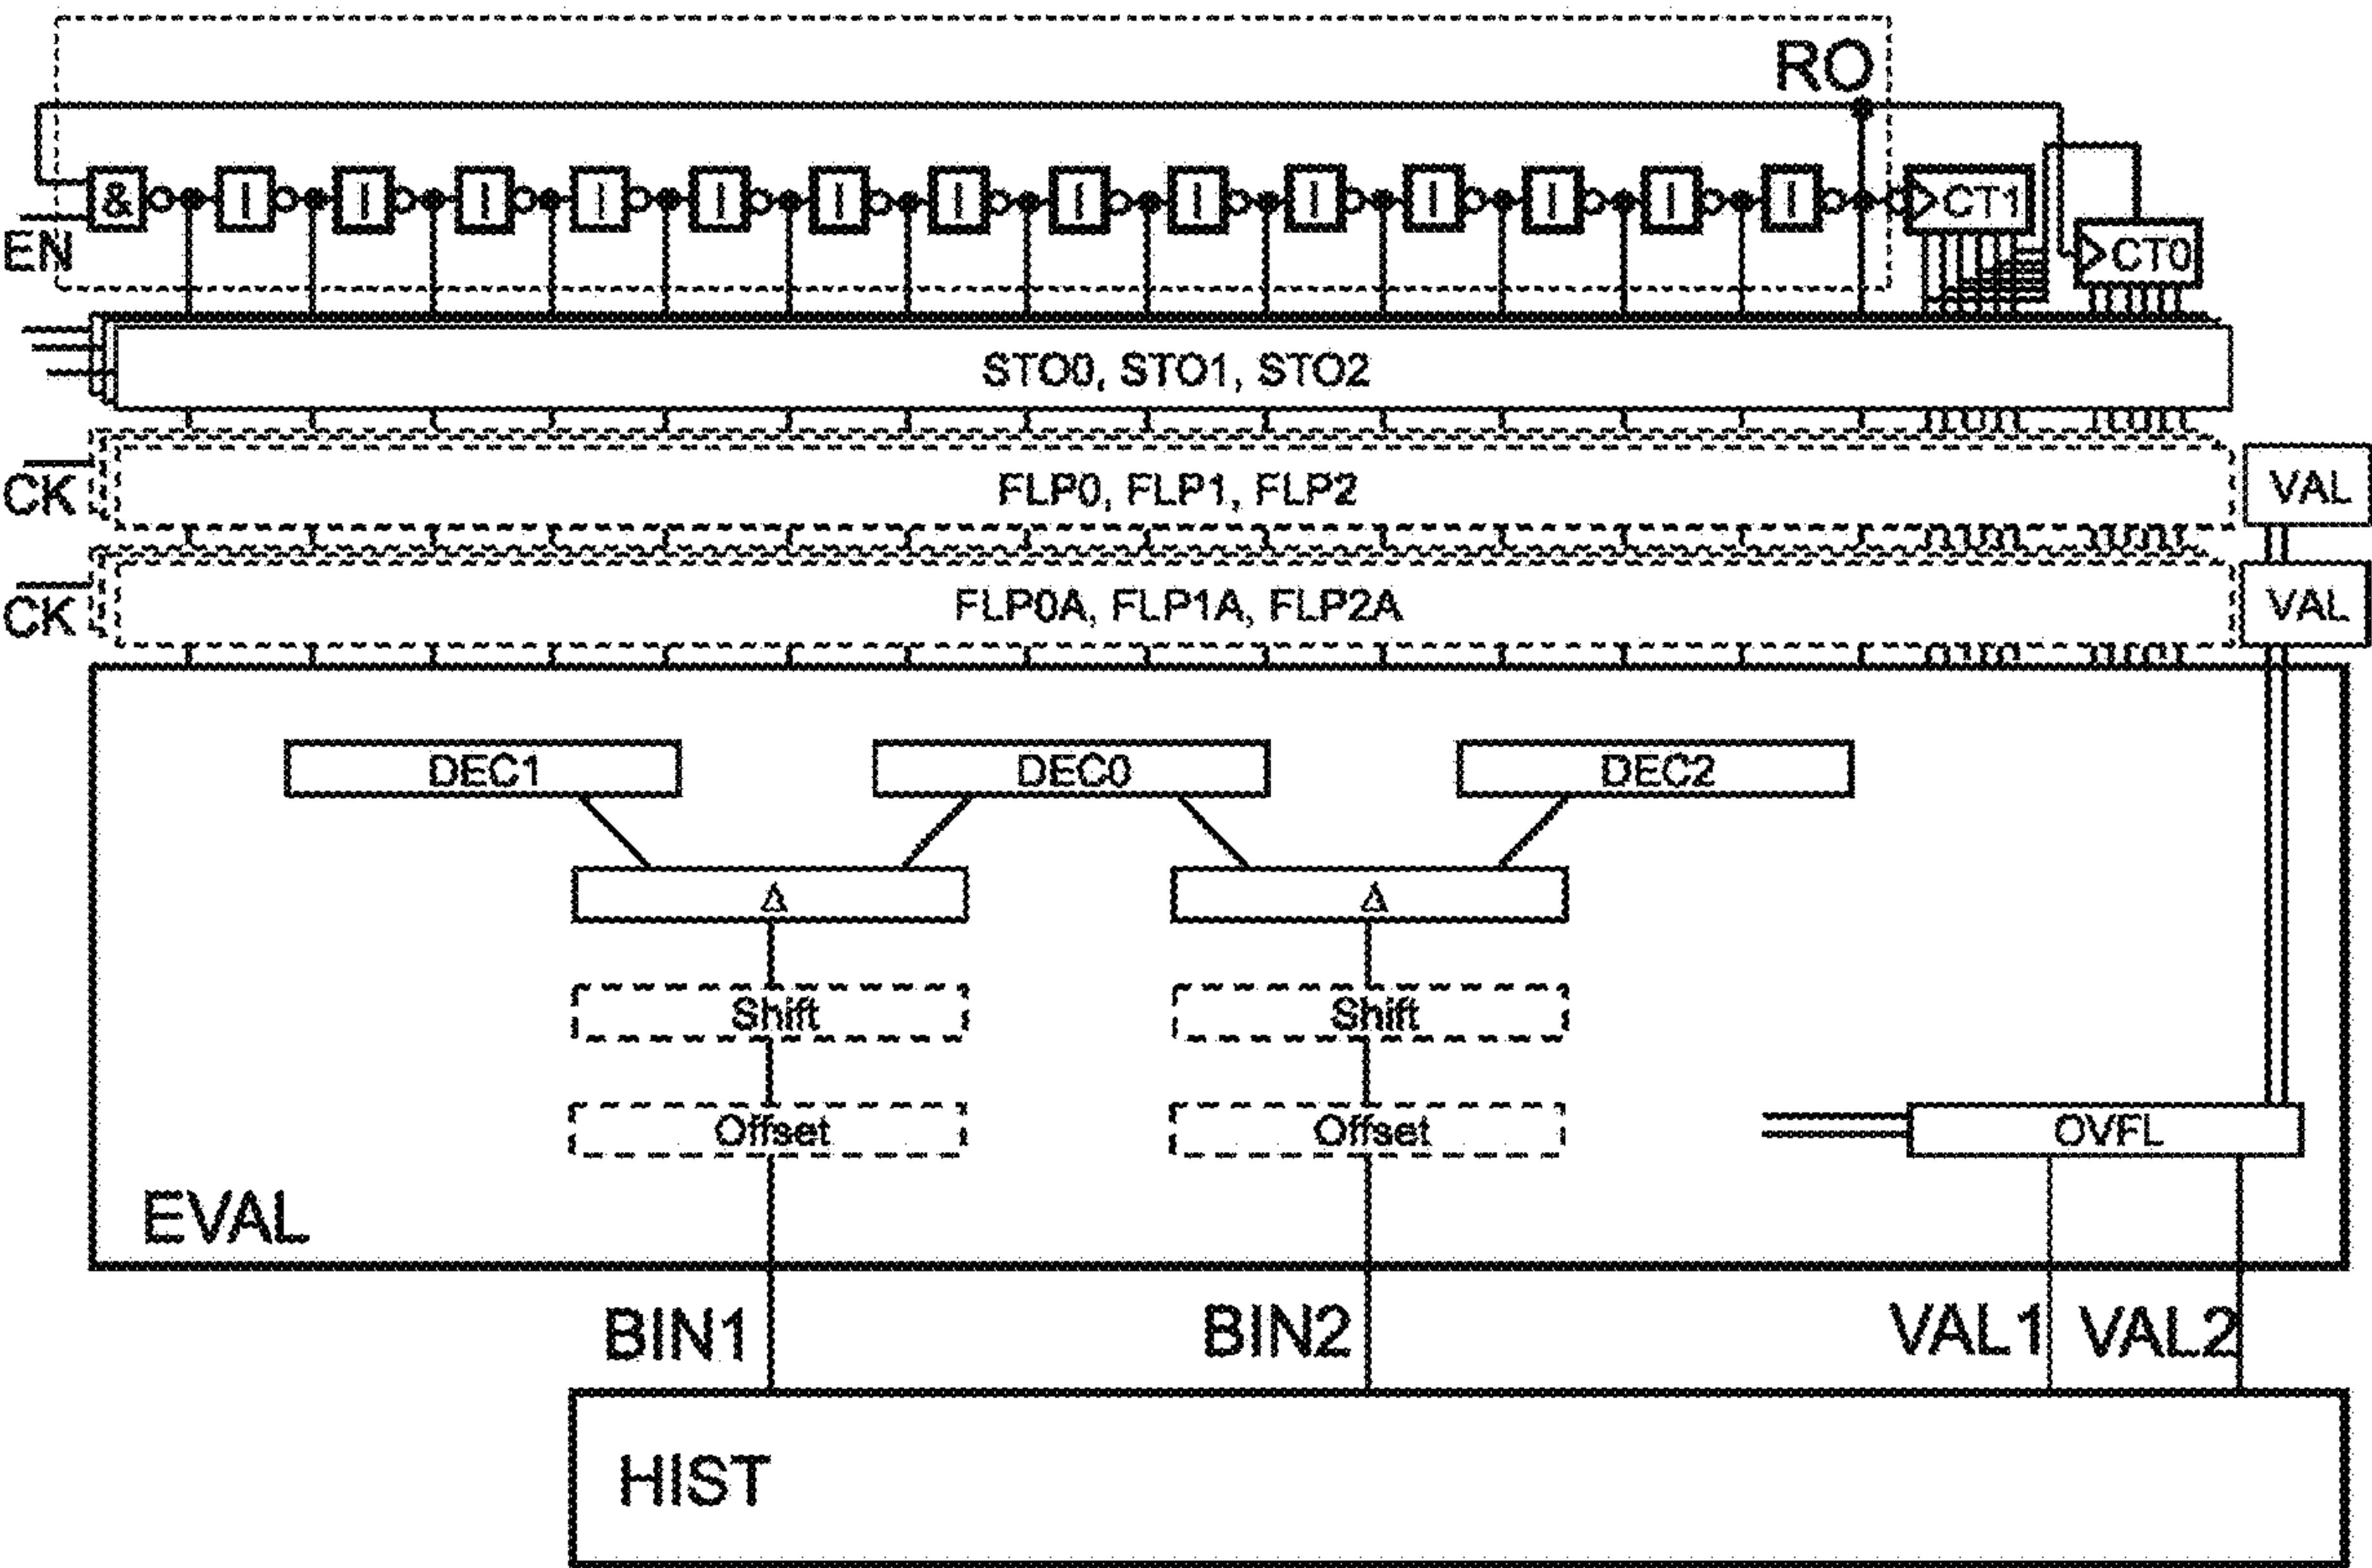 RO
& I I I I I I I I I I I I I I CT1
EN
CT0
STO0, STO1, STO2
CK
FLP0, FLP1, FLP2
VAL
CK
FLP0A, FLP1A, FLP2A
VAL
DEC1 DEC0 DEC2
Δ Δ
Shift Shift
Offset Offset
OVFL
EVAL
BIN1 BIN2 VAL1 VAL2
HIST